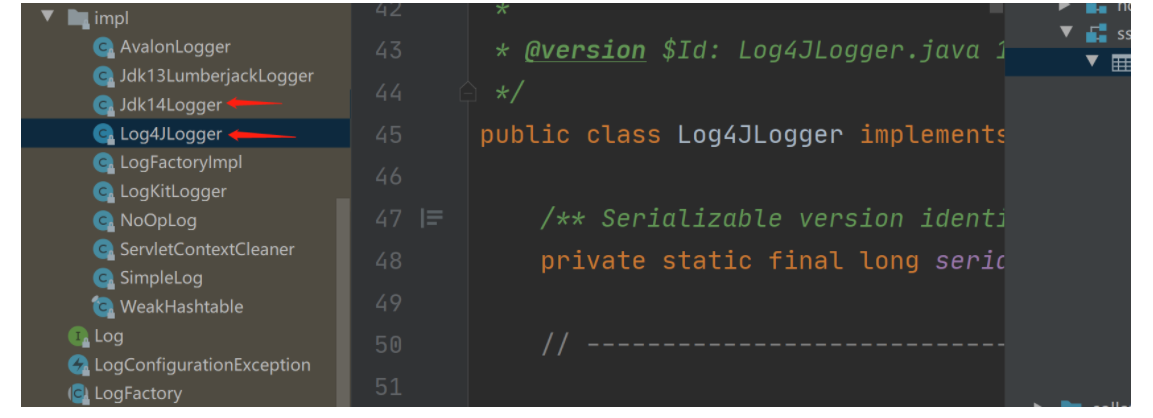 impl
AvalonLogger
Jdk13LumberjackLogger
Jdk14Logger
Log4JLogger
LogFactoryImpl
LogKitLogger
NoOpLog
ServletContextCleaner
SimpleLog
WeakHashtable
Log
LogConfigurationException
LogFactory
42 *
43 * @version $Id: Log4JLogger.java 1
44 */
45 public class Log4JLogger implements
46
47 /** Serializable version identi
48 private static final long seria
49
50 // ----------------------------
51
ss